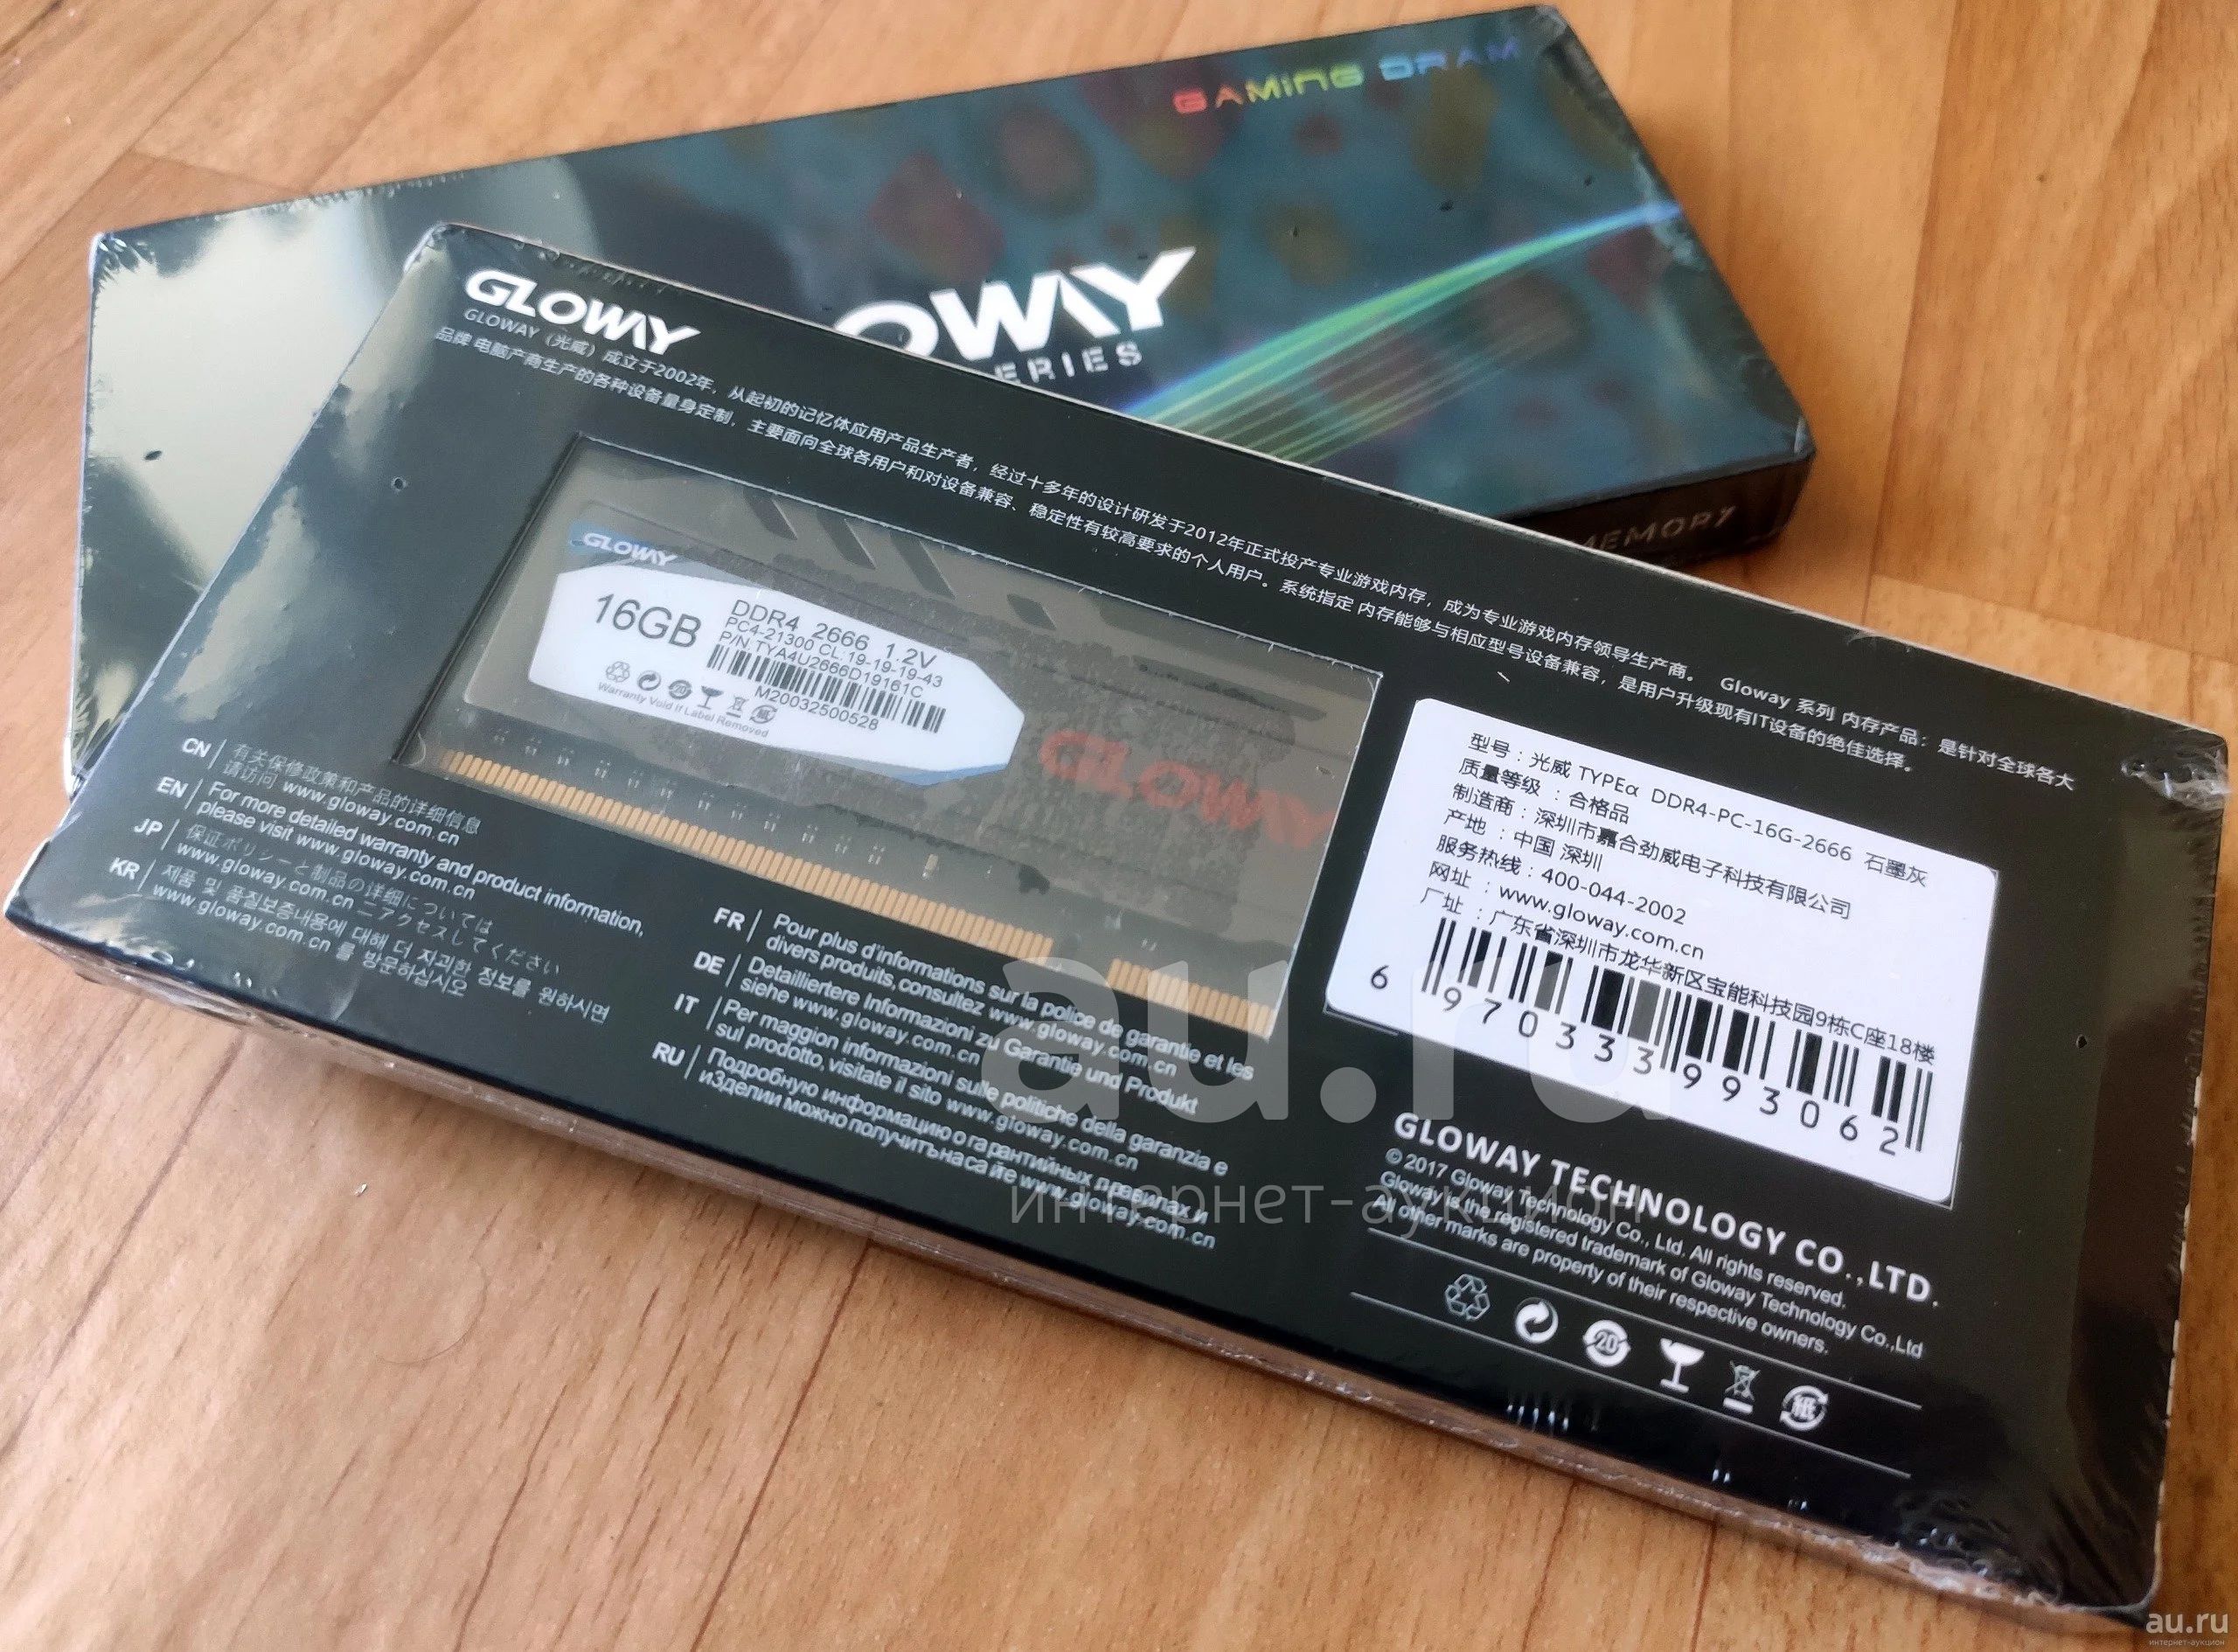 GAMING DRAM
OWAY
ERIES
MEMORY
GLOWAY
GLOWAY（光威）成立于2002年，从起初的记忆体应用产品生产者，经过十多年的设计研发于2012年正式投产专业游戏内存，成为专业游戏内存领导生产商。 Gloway 系列 内存产品：是针对全球各大
品牌 电脑产商生产的各种设备量身定制，主要面向全球各用户和对设备兼容、稳定性有较高要求的个人用户。系统指定 内存能够与相应型号设备兼容，是用户升级现有IT设备的绝佳选择。
GLOWAY
16GB
DDR4 2666 1.2V
PC4-21300 CL:19-19-19-43
P/N:TYA4U2666D19161C
M20032500528
Warranty Void if Label Removed
GLOWAY
CN
有关保修政策和产品的详细信息
请访问 www.gloway.com.cn
EN
For more detailed warranty and product information,
please visit www.gloway.com.cn
JP
保証ポリシーと制品の详细については
www.gloway.com.cn 二アクセスしてください
KR
제품 및 품질보증내용에 대해 더 자괴한 정보를 원하시면
www.gloway.com.cn 를 방문하십시오
FR
Pour plus d'informations sur la police de garantie et les
divers produits, consultez www.gloway.com.cn
DE
Detailliertere Informazioni zu Garantie und Produkt
siehe www.gloway.com.cn
IT
Per maggion informazioni sulle politiche della garanzia e
sul prodotto, visitate il sito www.gloway.com.cn
RU
Подробную информацию о гарантийных правилах и
изделии можно получитьнаса йе www.gloway.com.cn
型号：光威 TYPEα DDR4-PC-16G-2666 石墨灰
质量等级：合格品
制造商：深圳市嘉合劲威电子科技有限公司
产地：中国 深圳
服务热线：400-044-2002
网址：www.gloway.com.cn
厂址：广东省深圳市龙华新区宝能科技园9栋C座18楼
6 970333 993062
GLOWAY TECHNOLOGY CO.,LTD.
© 2017 Gloway Technology Co., Ltd. All rights reserved.
Gloway is the registered trademark of Gloway Technology Co.,Ltd
All other marks are property of their respective owners.
20
紙
au.ru
интернет-аукцион
au.ru
интернет-аукцион